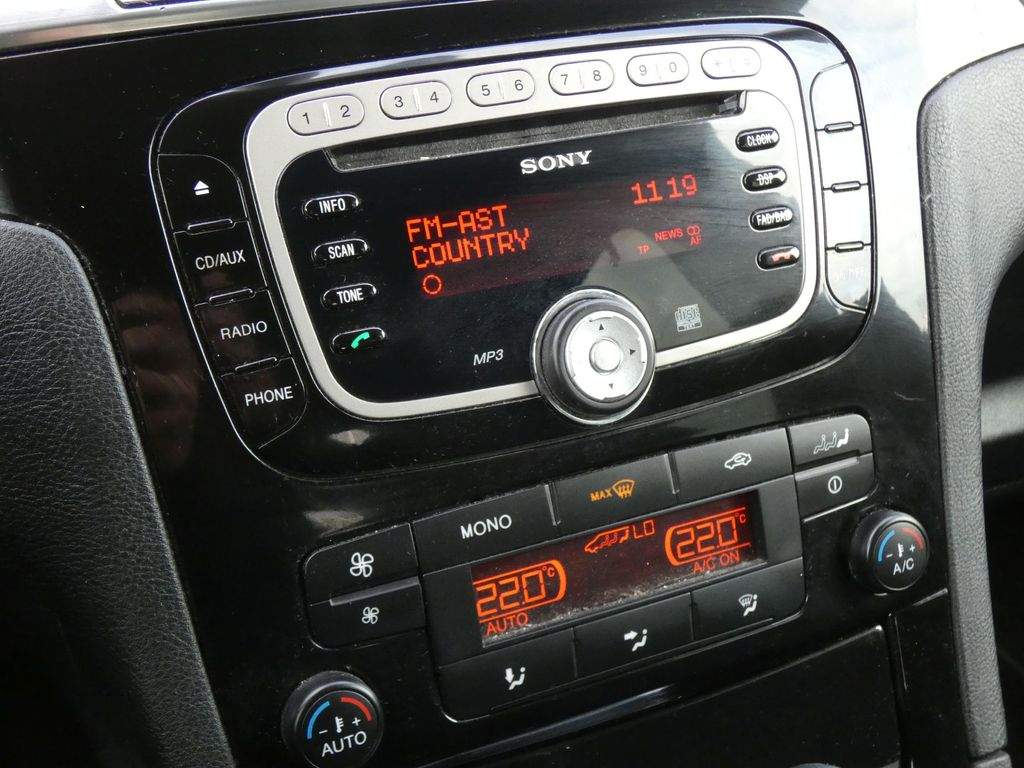 1 2 3 4 5 6 7 8 9 0
SONY
CLOCK
INFO
11 19
DSP
CD/AUX
SCAN
FM-AST
COUNTRY
NEWS
AF
TP
TONE
RADIO
PHONE
MP3
TEXT
MAX
MONO
LO
22.0°C
22.0°C
A/C ON
AUTO
- +
A/C
- +
AUTO